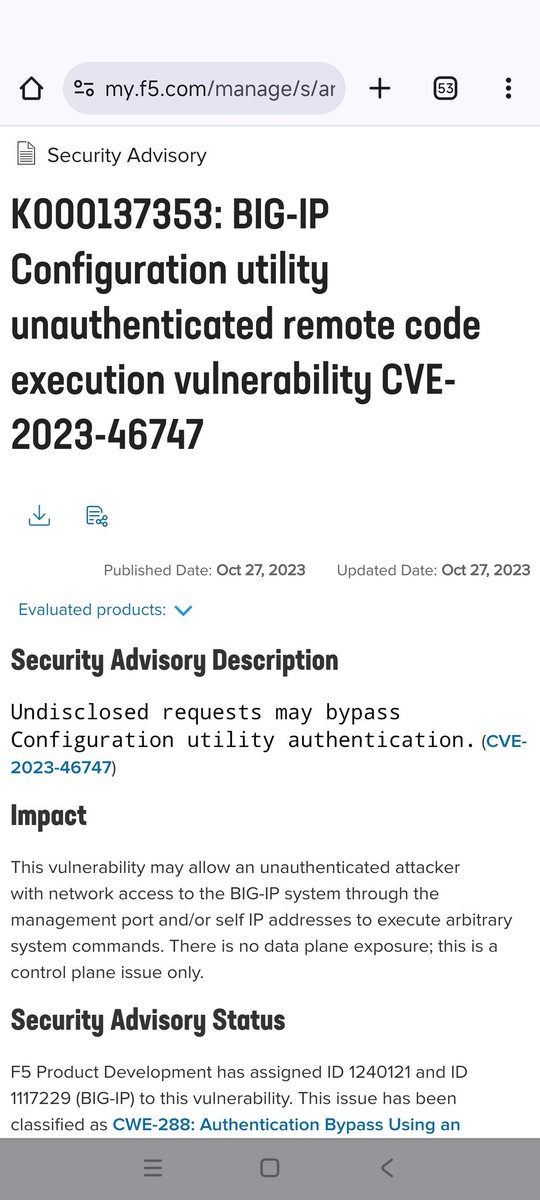 my.f5.com/manage/s/ar
53
Security Advisory
K000137353: BIG-IP
Configuration utility
unauthenticated remote code
execution vulnerability CVE-
2023-46747
Published Date: Oct 27, 2023 Updated Date: Oct 27, 2023
Evaluated products:
Security Advisory Description
Undisclosed requests may bypass
Configuration utility authentication. (CVE-
2023-46747)
Impact
This vulnerability may allow an unauthenticated attacker
with network access to the BIG-IP system through the
management port and/or self IP addresses to execute arbitrary
system commands. There is no data plane exposure; this is a
control plane issue only.
Security Advisory Status
F5 Product Development has assigned ID 1240121 and ID
1117229 (BIG-IP) to this vulnerability. This issue has been
classified as CWE-288: Authentication Bypass Using an